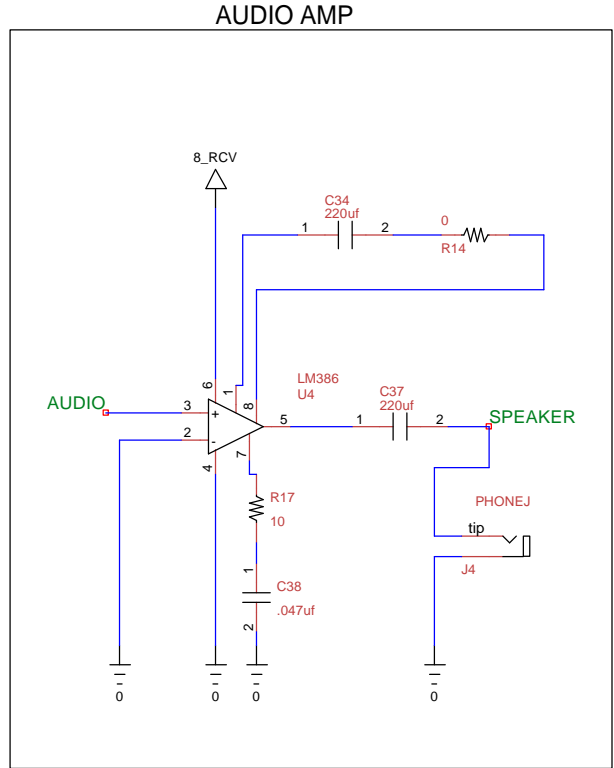 AUDIO AMP
8_RCV
C34
220uf
1
2
0
R14
6
1
8
LM386
U4
C37
220uf
AUDIO
3
+
2
-
5
1
2
SPEAKER
4
7
R17
10
PHONEJ
tip
J4
1
C38
.047uf
2
0
0
0
0